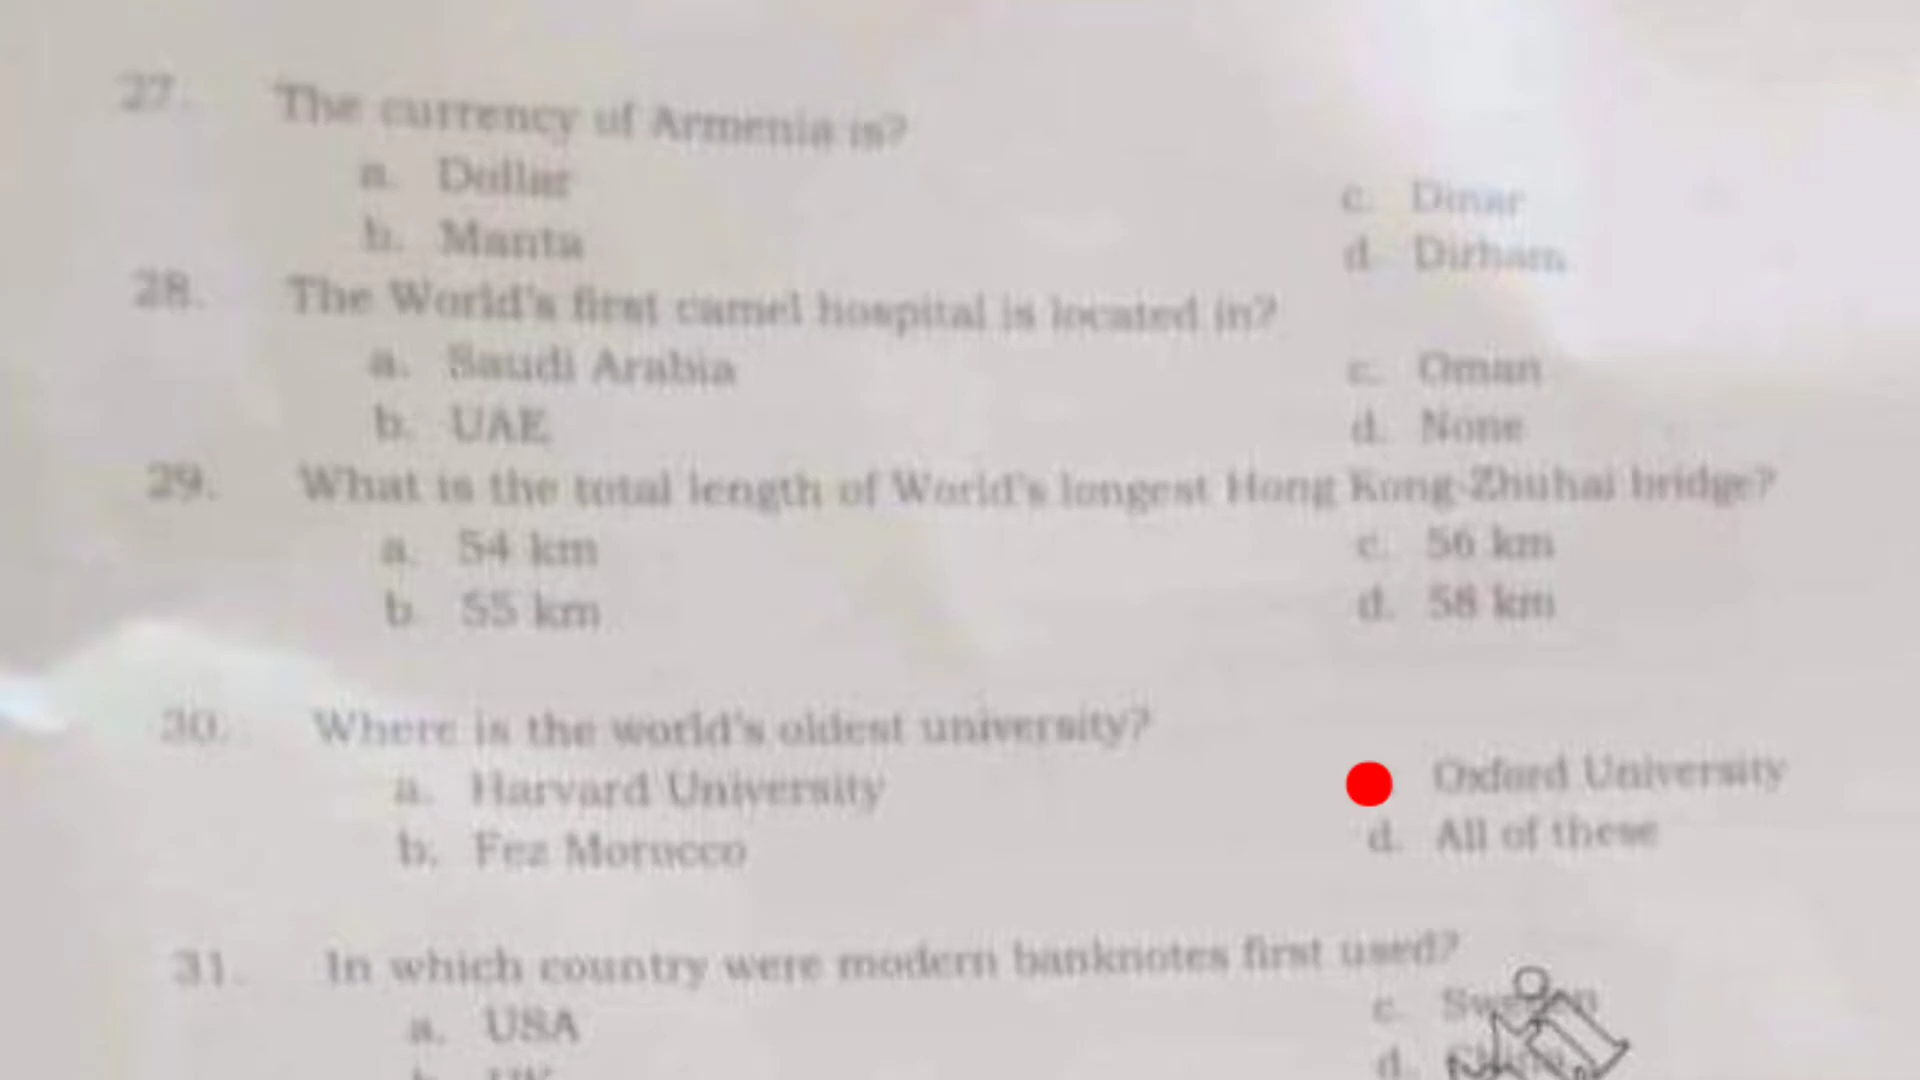 27. The currency of Armenia is?
a. Dollar
c. Dinar
b. Manta
d. Dirham
28. The World's first camel hospital is located in?
a. Saudi Arabia
c. Oman
b. UAE
d. None
29. What is the total length of World's longest Hong Kong-Zhuhai bridge?
a. 54 km
c. 56 km
b. 55 km
d. 58 km
30. Where is the world's oldest university?
a. Harvard University
Oxford University
b. Fez Morocco
d. All of these
31. In which country were modern banknotes first used?
a. USA
c.
b. UK
d.